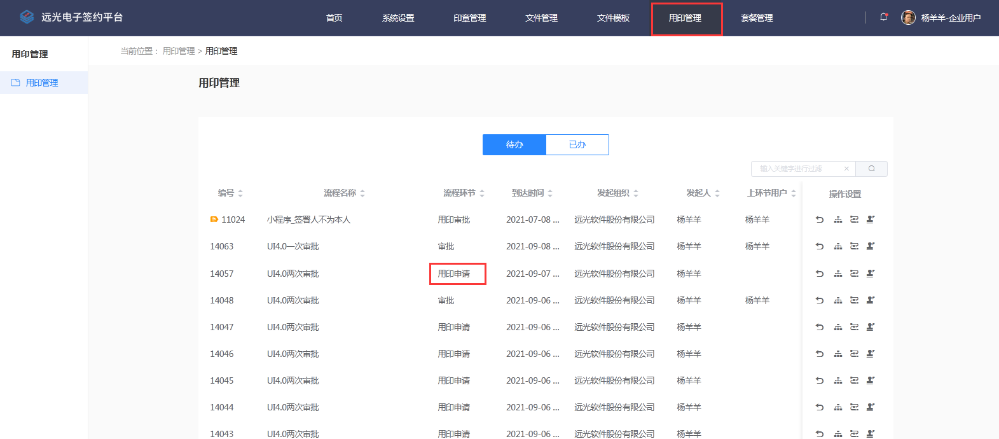 远光电子签约平台 首页 系统设置 印章管理 文件管理 文件模板 用印管理 套餐管理 杨羊羊-企业用户
用印管理
当前位置： 用印管理 > 用印管理
用印管理
用印管理
待办 已办
输入关键字进行过滤
编号 流程名称 流程环节 到达时间 发起组织 发起人 上环节用户 操作设置
急 11024 小程序_签署人不为本人 用印审批 2021-07-08 ... 远光软件股份有限公司 杨羊羊 杨羊羊
14063 UI4.0一次审批 审批 2021-09-08 ... 远光软件股份有限公司 杨羊羊 杨羊羊
14057 UI4.0两次审批 用印申请 2021-09-07 ... 远光软件股份有限公司 杨羊羊
14048 UI4.0两次审批 审批 2021-09-06 ... 远光软件股份有限公司 杨羊羊 杨羊羊
14047 UI4.0两次审批 用印申请 2021-09-06 ... 远光软件股份有限公司 杨羊羊
14046 UI4.0两次审批 用印申请 2021-09-06 ... 远光软件股份有限公司 杨羊羊
14045 UI4.0两次审批 用印申请 2021-09-06 ... 远光软件股份有限公司 杨羊羊
14044 UI4.0两次审批 用印申请 2021-09-06 ... 远光软件股份有限公司 杨羊羊
14043 UI4.0两次审批 用印申请 2021-09-06 ... 远光软件股份有限公司 杨羊羊